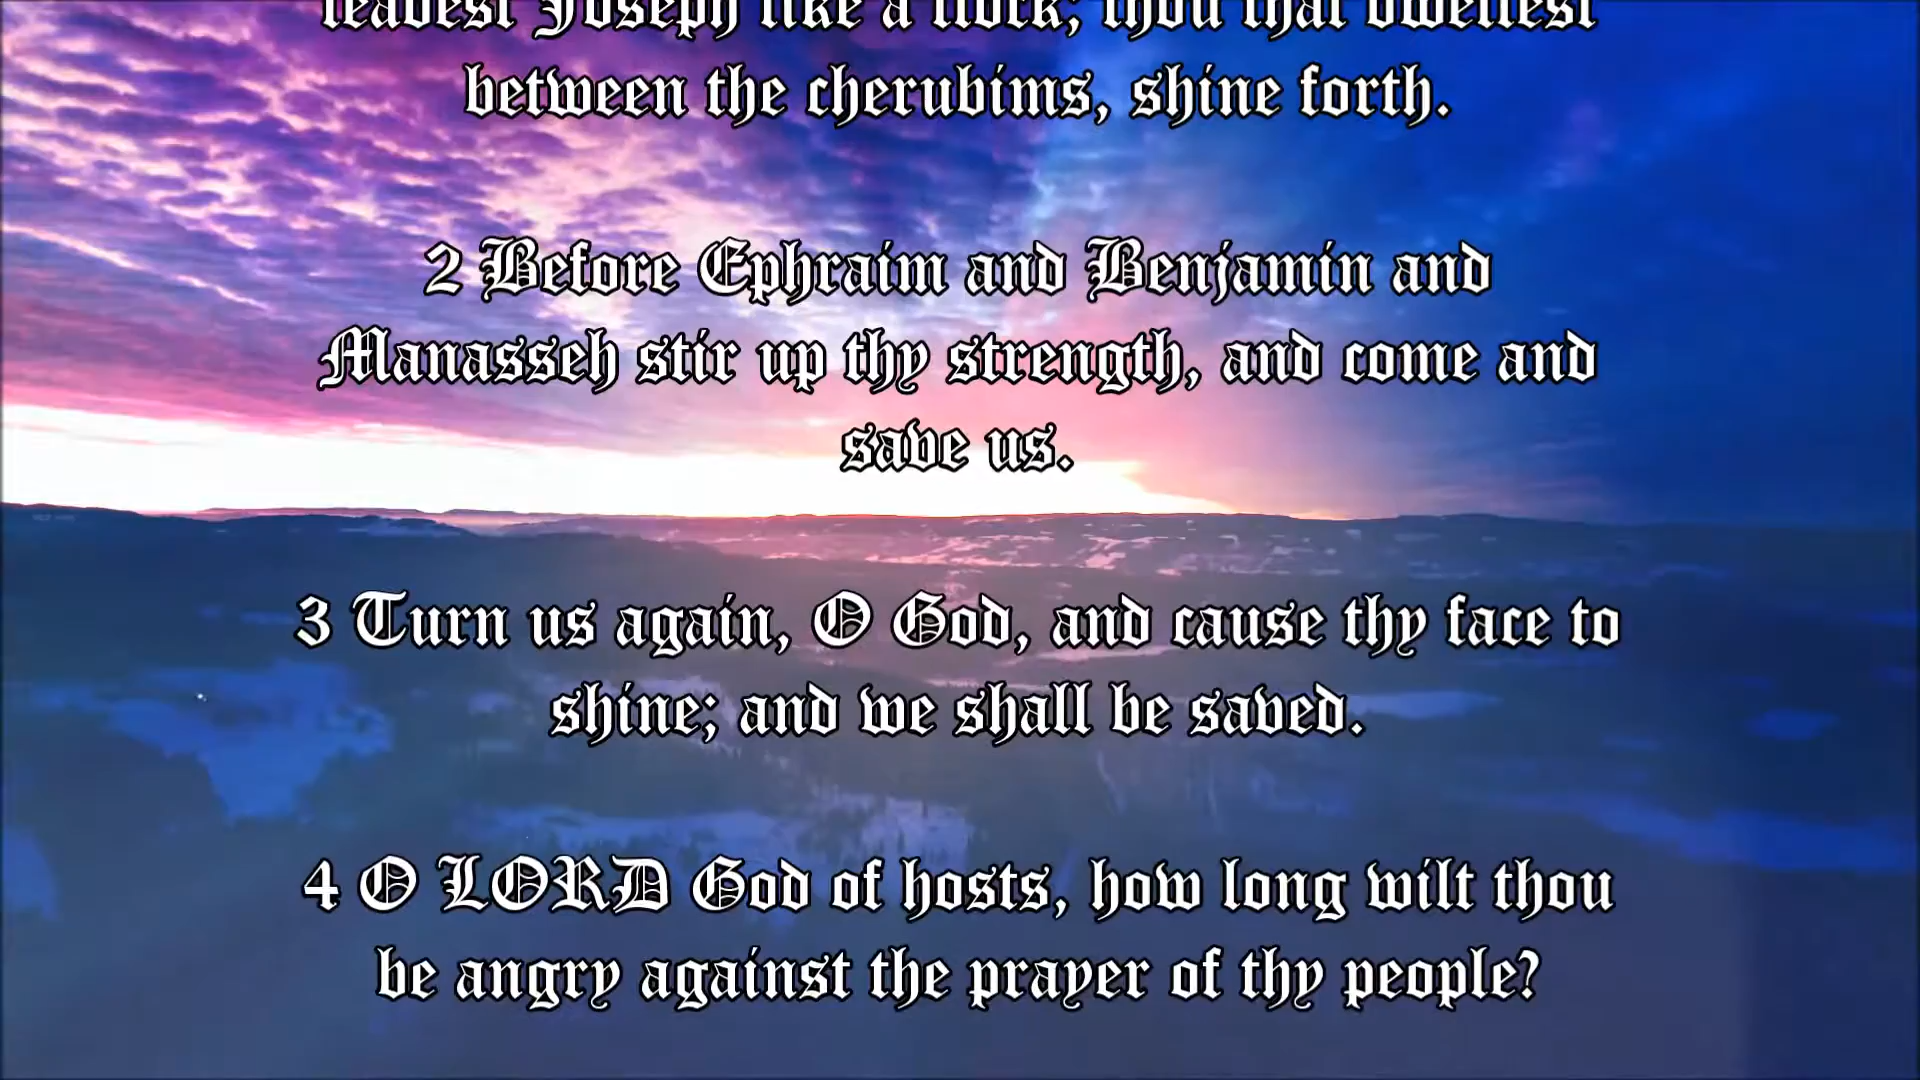 leadest Joseph like a flock; thou that dwellest
between the cherubims, shine forth.
2 Before Ephraim and Benjamin and
Manasseh stir up thy strength, and come and
save us.
3 Turn us again, O God, and cause thy face to
shine; and we shall be saved.
4 O LORD God of hosts, how long wilt thou
be angry against the prayer of thy people?